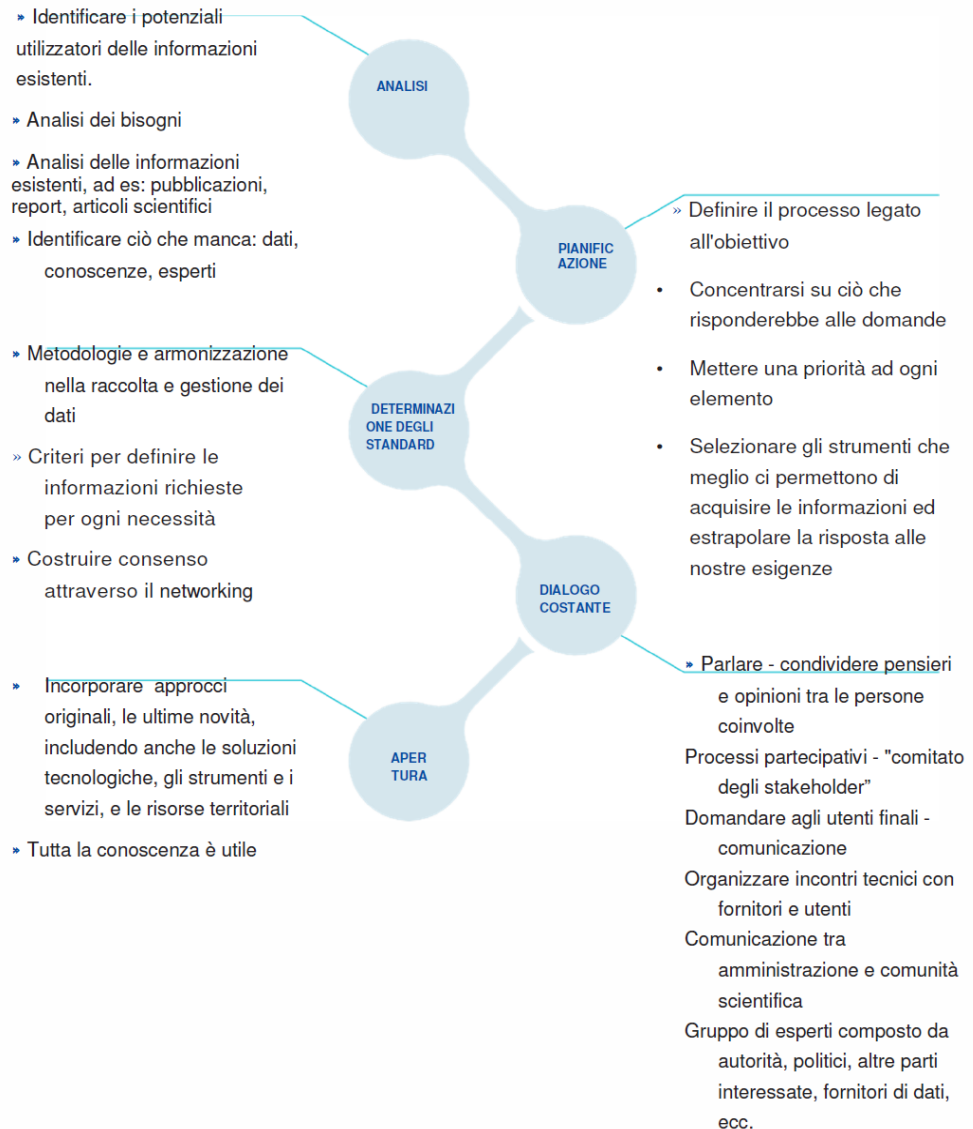 » Identificare i potenziali
utilizzatori delle informazioni
esistenti.
» Analisi dei bisogni
» Analisi delle informazioni
esistenti, ad es: pubblicazioni,
report, articoli scientifici
» Identificare ciò che manca: dati,
conoscenze, esperti
ANALISI
PIANIFIC
AZIONE
» Definire il processo legato
all'obiettivo
• Concentrarsi su ciò che
risponderebbe alle domande
• Mettere una priorità ad ogni
elemento
• Selezionare gli strumenti che
meglio ci permettono di
acquisire le informazioni ed
estrapolare la risposta alle
nostre esigenze
» Metodologie e armonizzazione
nella raccolta e gestione dei
dati
» Criteri per definire le
informazioni richieste
per ogni necessità
» Costruire consenso
attraverso il networking
DETERMINAZI
ONE DEGLI
STANDARD
DIALOGO
COSTANTE
» Parlare - condividere pensieri
e opinioni tra le persone
coinvolte
Processi partecipativi - "comitato
degli stakeholder”
Domandare agli utenti finali -
comunicazione
Organizzare incontri tecnici con
fornitori e utenti
Comunicazione tra
amministrazione e comunità
scientifica
Gruppo di esperti composto da
autorità, politici, altre parti
interessate, fornitori di dati,
ecc.
» Incorporare approcci
originali, le ultime novità,
includendo anche le soluzioni
tecnologiche, gli strumenti e i
servizi, e le risorse territoriali
» Tutta la conoscenza è utile
APER
TURA